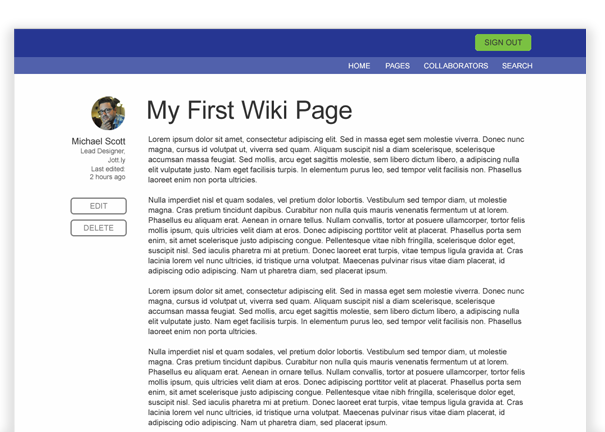 SIGN OUT
HOME PAGES COLLABORATORS SEARCH
My First Wiki Page
Michael Scott
Lead Designer,
Jott.ly
Last edited:
2 hours ago
EDIT
DELETE
Lorem ipsum dolor sit amet, consectetur adipiscing elit. Sed in massa eget sem molestie viverra. Donec nunc
magna, cursus id volutpat ut, viverra sed quam. Aliquam suscipit nisl a diam scelerisque, scelerisque
accumsan massa feugiat. Sed mollis, arcu eget sagittis molestie, sem libero dictum libero, a adipiscing nulla
elit vulputate justo. Nam eget facilisis turpis. In elementum purus leo, sed tempor velit facilisis non. Phasellus
laoreet enim non porta ultricies.
Nulla imperdiet nisl et quam sodales, vel pretium dolor lobortis. Vestibulum sed tempor diam, ut molestie
magna. Cras pretium tincidunt dapibus. Curabitur non nulla quis mauris venenatis fermentum ut at lorem.
Phasellus eu aliquam erat. Aenean in ornare tellus. Nullam convallis, tortor at posuere ullamcorper, tortor felis
mollis ipsum, quis ultricies velit diam at eros. Donec adipiscing porttitor velit at placerat. Phasellus porta sem
enim, sit amet scelerisque justo adipiscing congue. Pellentesque vitae nibh fringilla, scelerisque dolor eget,
suscipit nisl. Sed iaculis pharetra mi at pretium. Donec laoreet erat turpis, vitae tempus ligula gravida at. Cras
lacinia lorem vel nunc ultricies, id tristique urna volutpat. Maecenas pulvinar risus vitae diam placerat, id
adipiscing odio adipiscing. Nam ut pharetra diam, sed placerat ipsum.
Lorem ipsum dolor sit amet, consectetur adipiscing elit. Sed in massa eget sem molestie viverra. Donec nunc
magna, cursus id volutpat ut, viverra sed quam. Aliquam suscipit nisl a diam scelerisque, scelerisque
accumsan massa feugiat. Sed mollis, arcu eget sagittis molestie, sem libero dictum libero, a adipiscing nulla
elit vulputate justo. Nam eget facilisis turpis. In elementum purus leo, sed tempor velit facilisis non. Phasellus
laoreet enim non porta ultricies.
Nulla imperdiet nisl et quam sodales, vel pretium dolor lobortis. Vestibulum sed tempor diam, ut molestie
magna. Cras pretium tincidunt dapibus. Curabitur non nulla quis mauris venenatis fermentum ut at lorem.
Phasellus eu aliquam erat. Aenean in ornare tellus. Nullam convallis, tortor at posuere ullamcorper, tortor felis
mollis ipsum, quis ultricies velit diam at eros. Donec adipiscing porttitor velit at placerat. Phasellus porta sem
enim, sit amet scelerisque justo adipiscing congue. Pellentesque vitae nibh fringilla, scelerisque dolor eget,
suscipit nisl. Sed iaculis pharetra mi at pretium. Donec laoreet erat turpis, vitae tempus ligula gravida at. Cras
lacinia lorem vel nunc ultricies, id tristique urna volutpat. Maecenas pulvinar risus vitae diam placerat, id
adipiscing odio adipiscing. Nam ut pharetra diam, sed placerat ipsum.